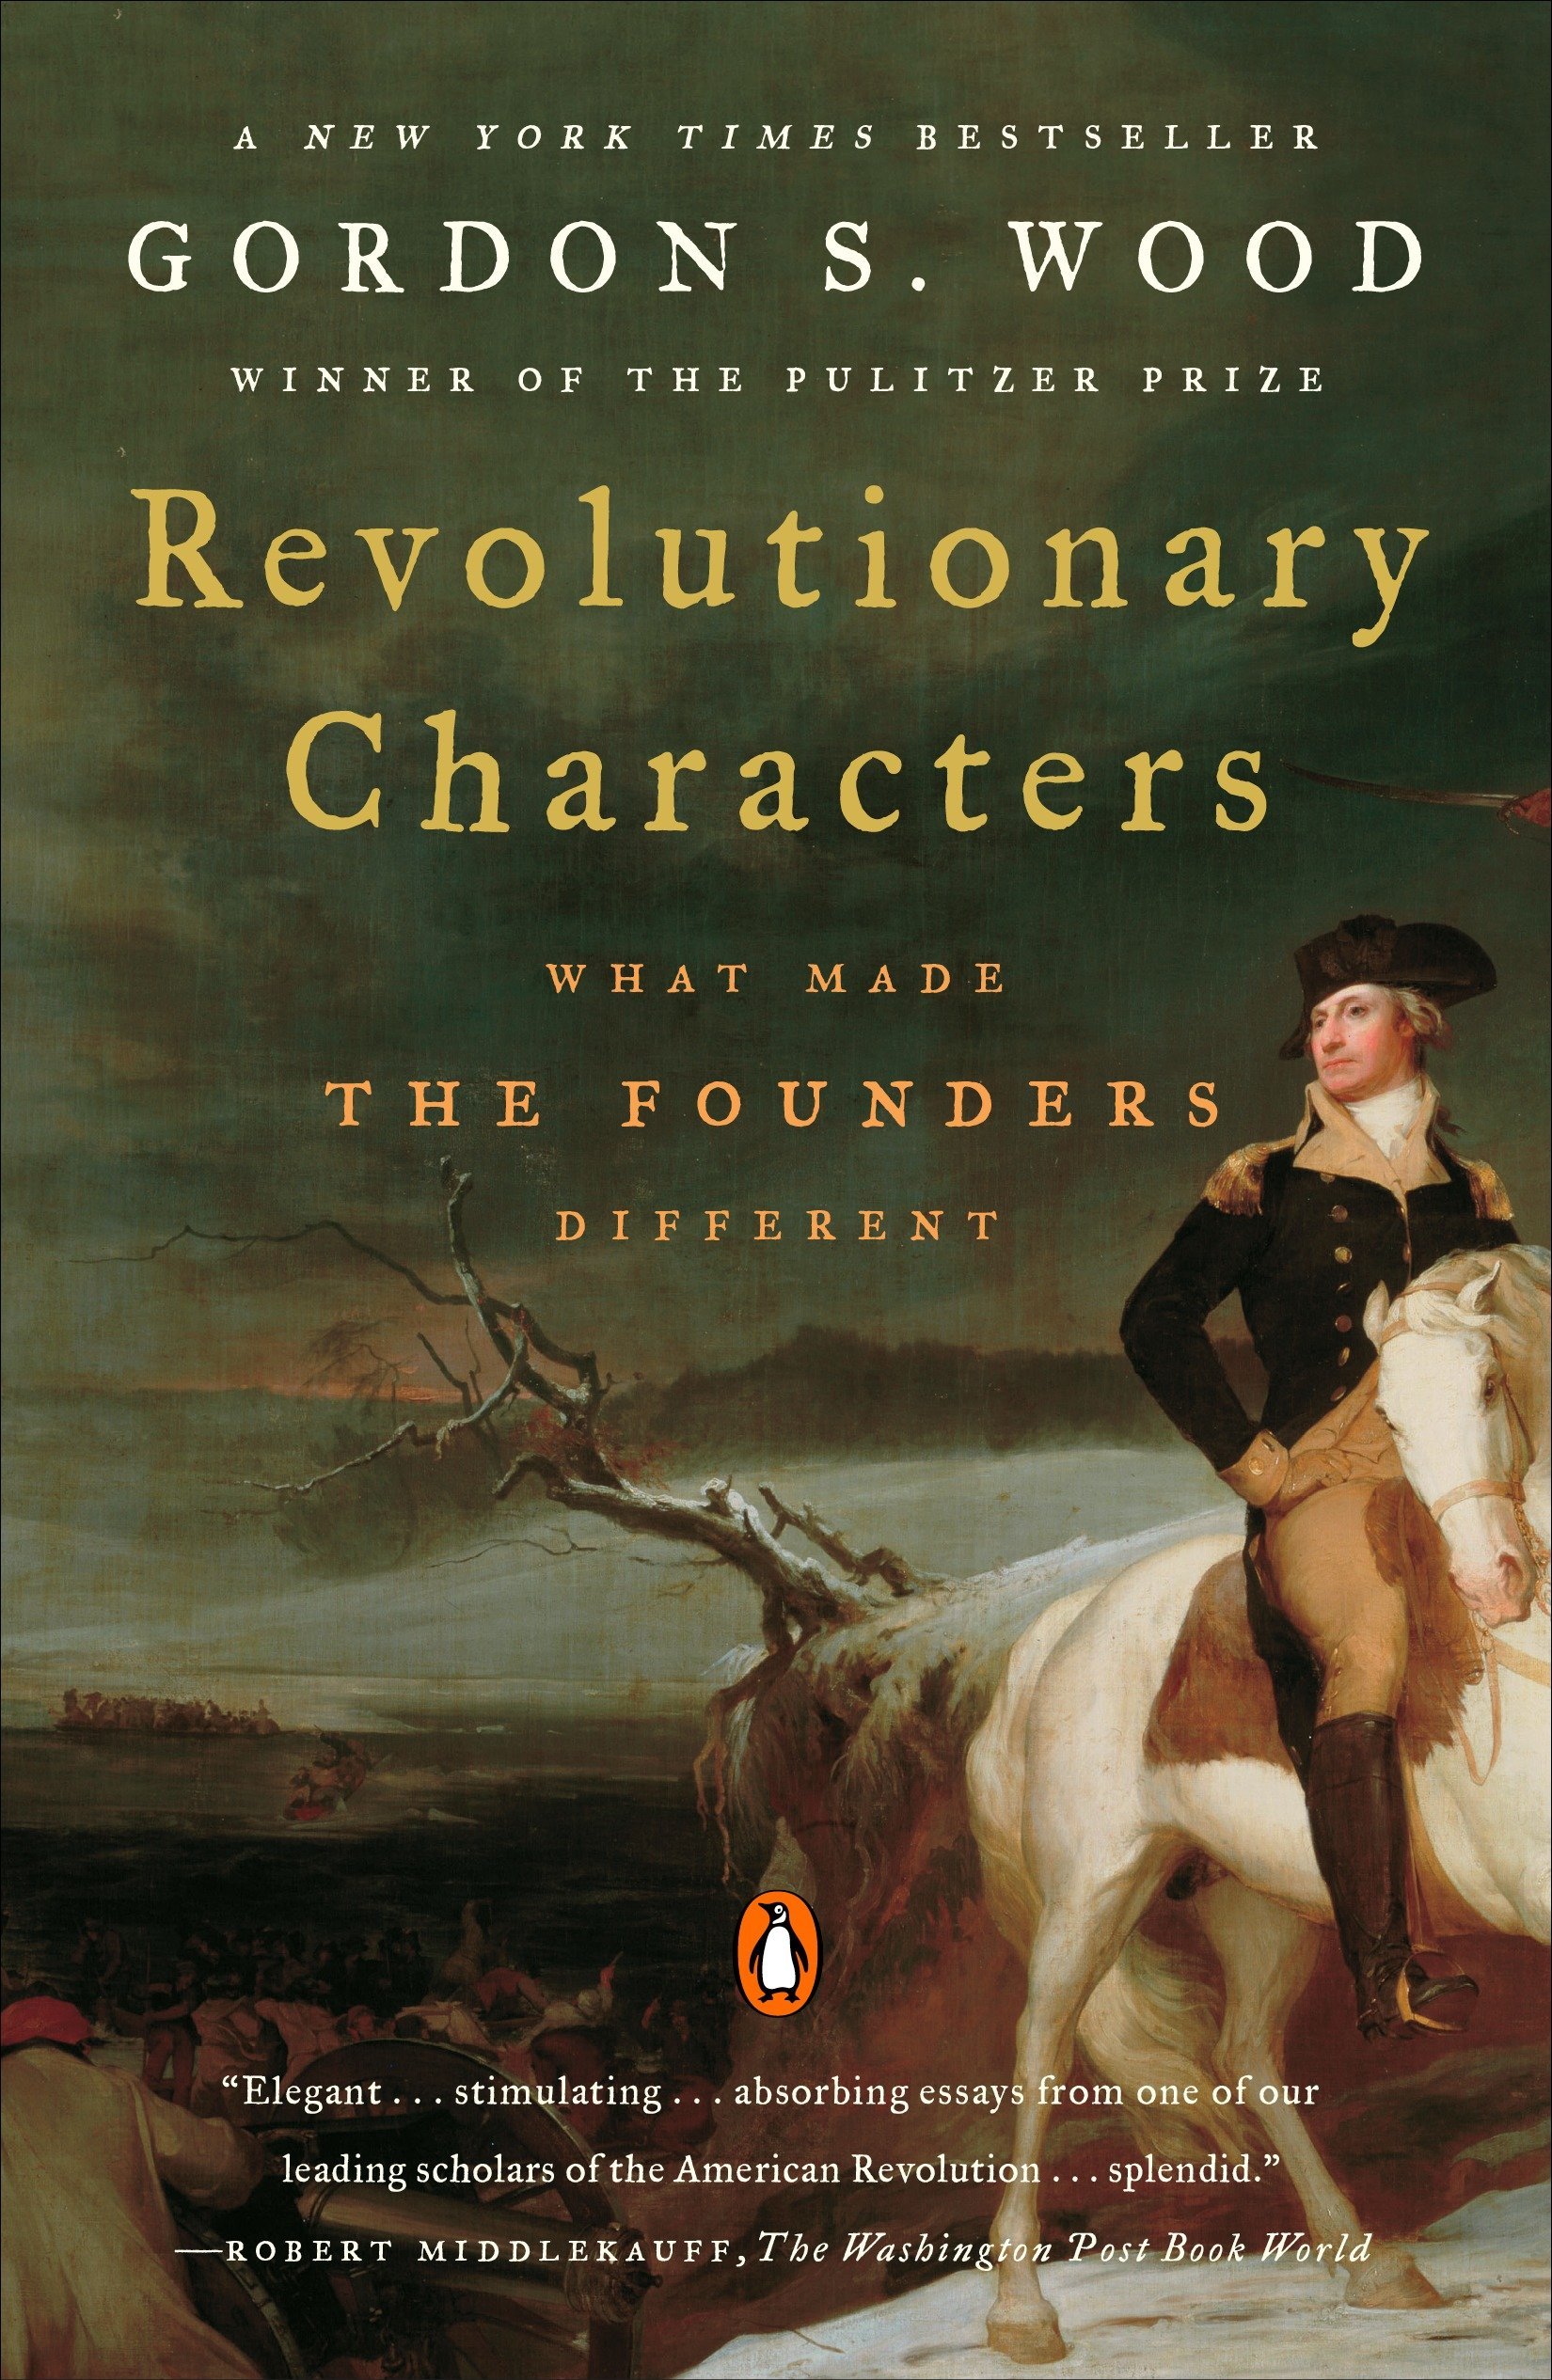 A NEW YORK TIMES BESTSELLER
GORDON S. WOOD
WINNER OF THE PULITZER PRIZE
Revolutionary
Characters
WHAT MADE
THE FOUNDERS
DIFFERENT
“Elegant . . . stimulating . . . absorbing essays from one of our
leading scholars of the American Revolution . . . splendid.”
—ROBERT MIDDLEKAUFF, The Washington Post Book World